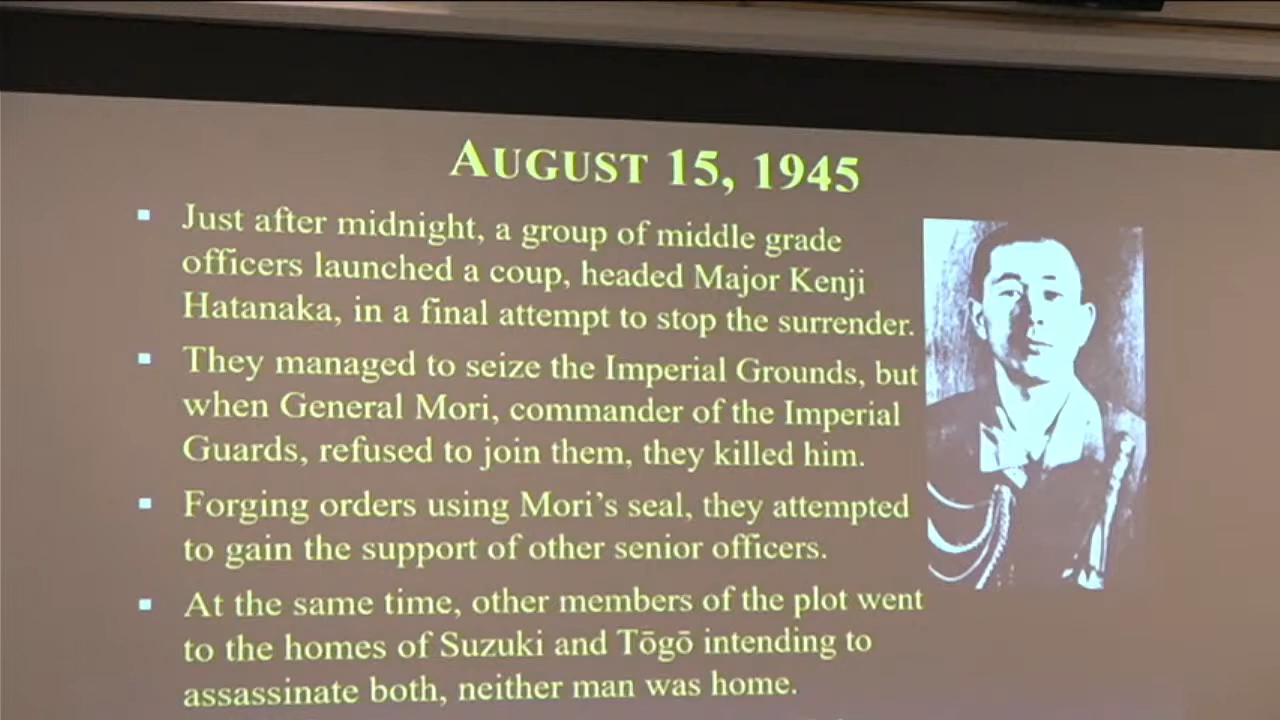 AUGUST 15, 1945
▪ Just after midnight, a group of middle grade
officers launched a coup, headed Major Kenji
Hatanaka, in a final attempt to stop the surrender.
▪ They managed to seize the Imperial Grounds, but
when General Mori, commander of the Imperial
Guards, refused to join them, they killed him.
▪ Forging orders using Mori’s seal, they attempted
to gain the support of other senior officers.
▪ At the same time, other members of the plot went
to the homes of Suzuki and Tōgō intending to
assassinate both, neither man was home.